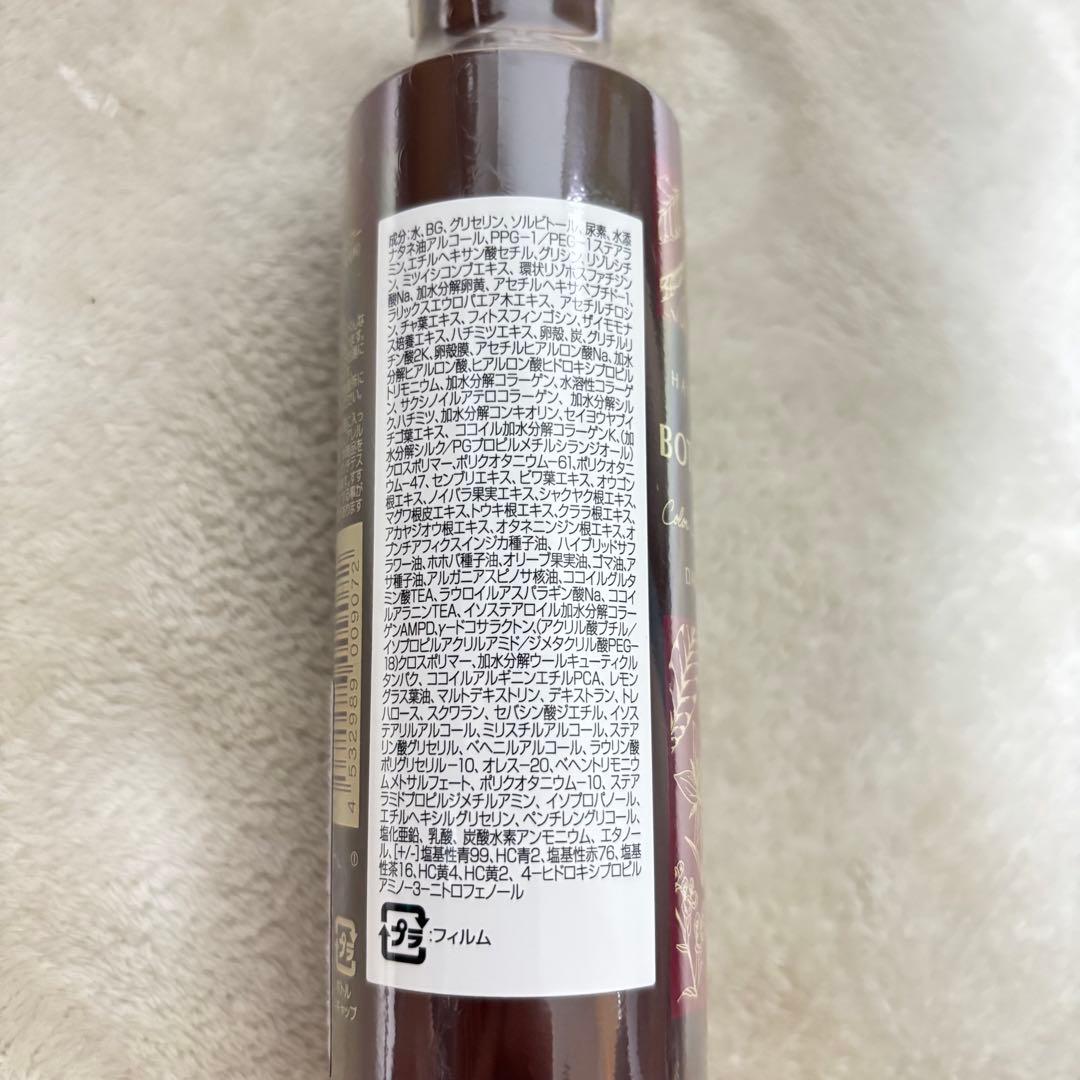 成分:水、BG、グリセリン、ソルビトール、尿素、水添
ナタネ油アルコール、PPG-1/PEG-1ステアラ
ミン、エチルヘキサン酸セチル、グリシン、リゾレシチ
ン、ミツイシコンブエキス、環状リゾホスファチジン
酸Na、加水分解卵黄、アセチルヘキサペプチド-1、
ラリックスエウロパエア木エキス、アセチルチロシ
ン、チャ葉エキス、フィトスフィンゴシン、ザイモモナ
ス培養エキス、ハチミツエキス、卵殻、炭、グリチルリ
チン酸2K、卵殻膜、アセチルヒアルロン酸Na、加水
分解ヒアルロン酸、ヒアルロン酸ヒドロキシプロピル
トリモニウム、加水分解コラーゲン、水溶性コラーゲ
ン、サクシノイルアテロコラーゲン、加水分解シル
ク、ハチミツ、加水分解コンキオリン、セイヨウヤブイ
チゴ葉エキス、ココイル加水分解コラーゲンK、(加
水分解シルク/PGプロピルメチルシランジオール)
クロスポリマー、ポリクオタニウム-61、ポリクオタニ
ウム-47、センブリエキス、ビワ葉エキス、オウゴン
根エキス、ノイバラ果実エキス、シャクヤク根エキス、
マグワ根皮エキス、トウキ根エキス、クララ根エキス、
アカヤジオウ根エキス、オタネニンジン根エキス、オ
プンチアフィクスインジカ種子油、ハイブリッドサフ
ラワー油、ホホバ種子油、オリーブ果実油、ゴマ油、ア
サ種子油、アルガニアスピノサ核油、ココイルグルタ
ミン酸TEA、ラウロイルアスパラギン酸Na、ココイ
ルアラニンTEA、イソステアロイル加水分解コラー
ゲンAMPD、γ-ドコサラクトン、(アクリル酸ブチル/
イソプロピルアクリルアミド/ジメタクリル酸PEG-
18)クロスポリマー、加水分解ウールキューティクル
タンパク、ココイルアルギニンエチルPCA、レモン
グラス葉油、マルトデキストリン、デキストラン、トレ
ハロース、スクワラン、セバシン酸ジエチル、イソス
テアリルアルコール、ミリスチルアルコール、ステア
リン酸グリセリル、ベヘニルアルコール、ラウリン酸
ポリグリセリル-10、オレス-20、ベヘントリモニウ
ムメトサルフェート、ポリクオタニウム-10、ステア
ラミドプロピルジメチルアミン、イソプロパノール、
エチルヘキシルグリセリン、ペンチレングリコール、
塩化亜鉛、乳酸、炭酸水素アンモニウム、エタノー
ル、[+/-]塩基性青99、HC青2、塩基性赤76、塩基
性茶16、HC黄4、HC黄2、4-ヒドロキシプロピル
アミノ-3-ニトロフェノール
プラ:フィルム
4 532989 009072
プラ
ボトル
キャップ
HA
BOT
Color
D